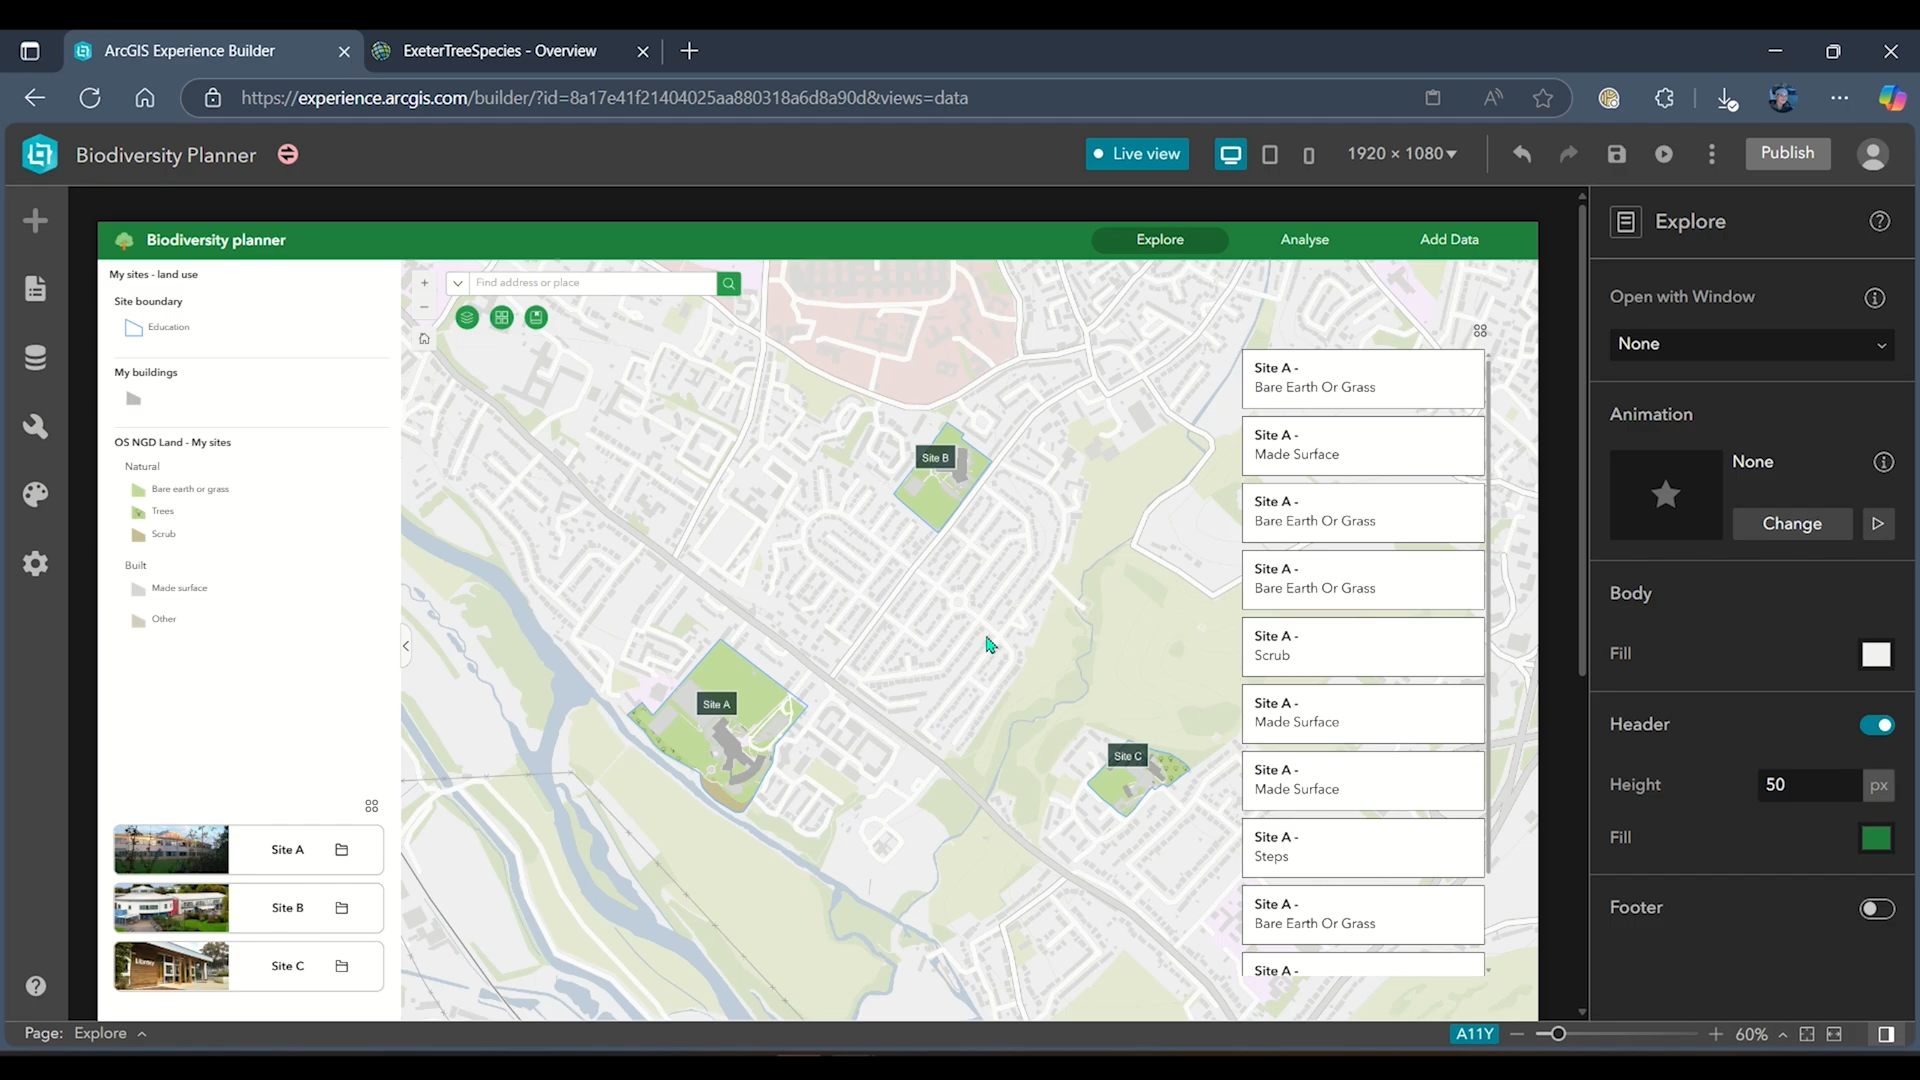 ArcGIS Experience Builder
ExeterTreeSpecies - Overview
https://experience.arcgis.com/builder/?id=8a17e41f21404025aa880318a6d8a90d&views=data
Biodiversity Planner
Live view
1920 × 1080
Publish
Biodiversity planner
Explore
Analyse
Add Data
My sites - land use
Site boundary
Education
My buildings
OS NGD Land - My sites
Natural
Bare earth or grass
Trees
Scrub
Built
Made surface
Other
Site A
Site B
Site C
Find address or place
Site B
Site A
Site C
Site A -
Bare Earth Or Grass
Site A -
Made Surface
Site A -
Bare Earth Or Grass
Site A -
Bare Earth Or Grass
Site A -
Scrub
Site A -
Made Surface
Site A -
Made Surface
Site A -
Steps
Site A -
Bare Earth Or Grass
Site A -
Explore
Open with Window
None
Animation
None
Change
Body
Fill
Header
Height
50
px
Fill
Footer
Page: Explore
A11Y
60%
Library